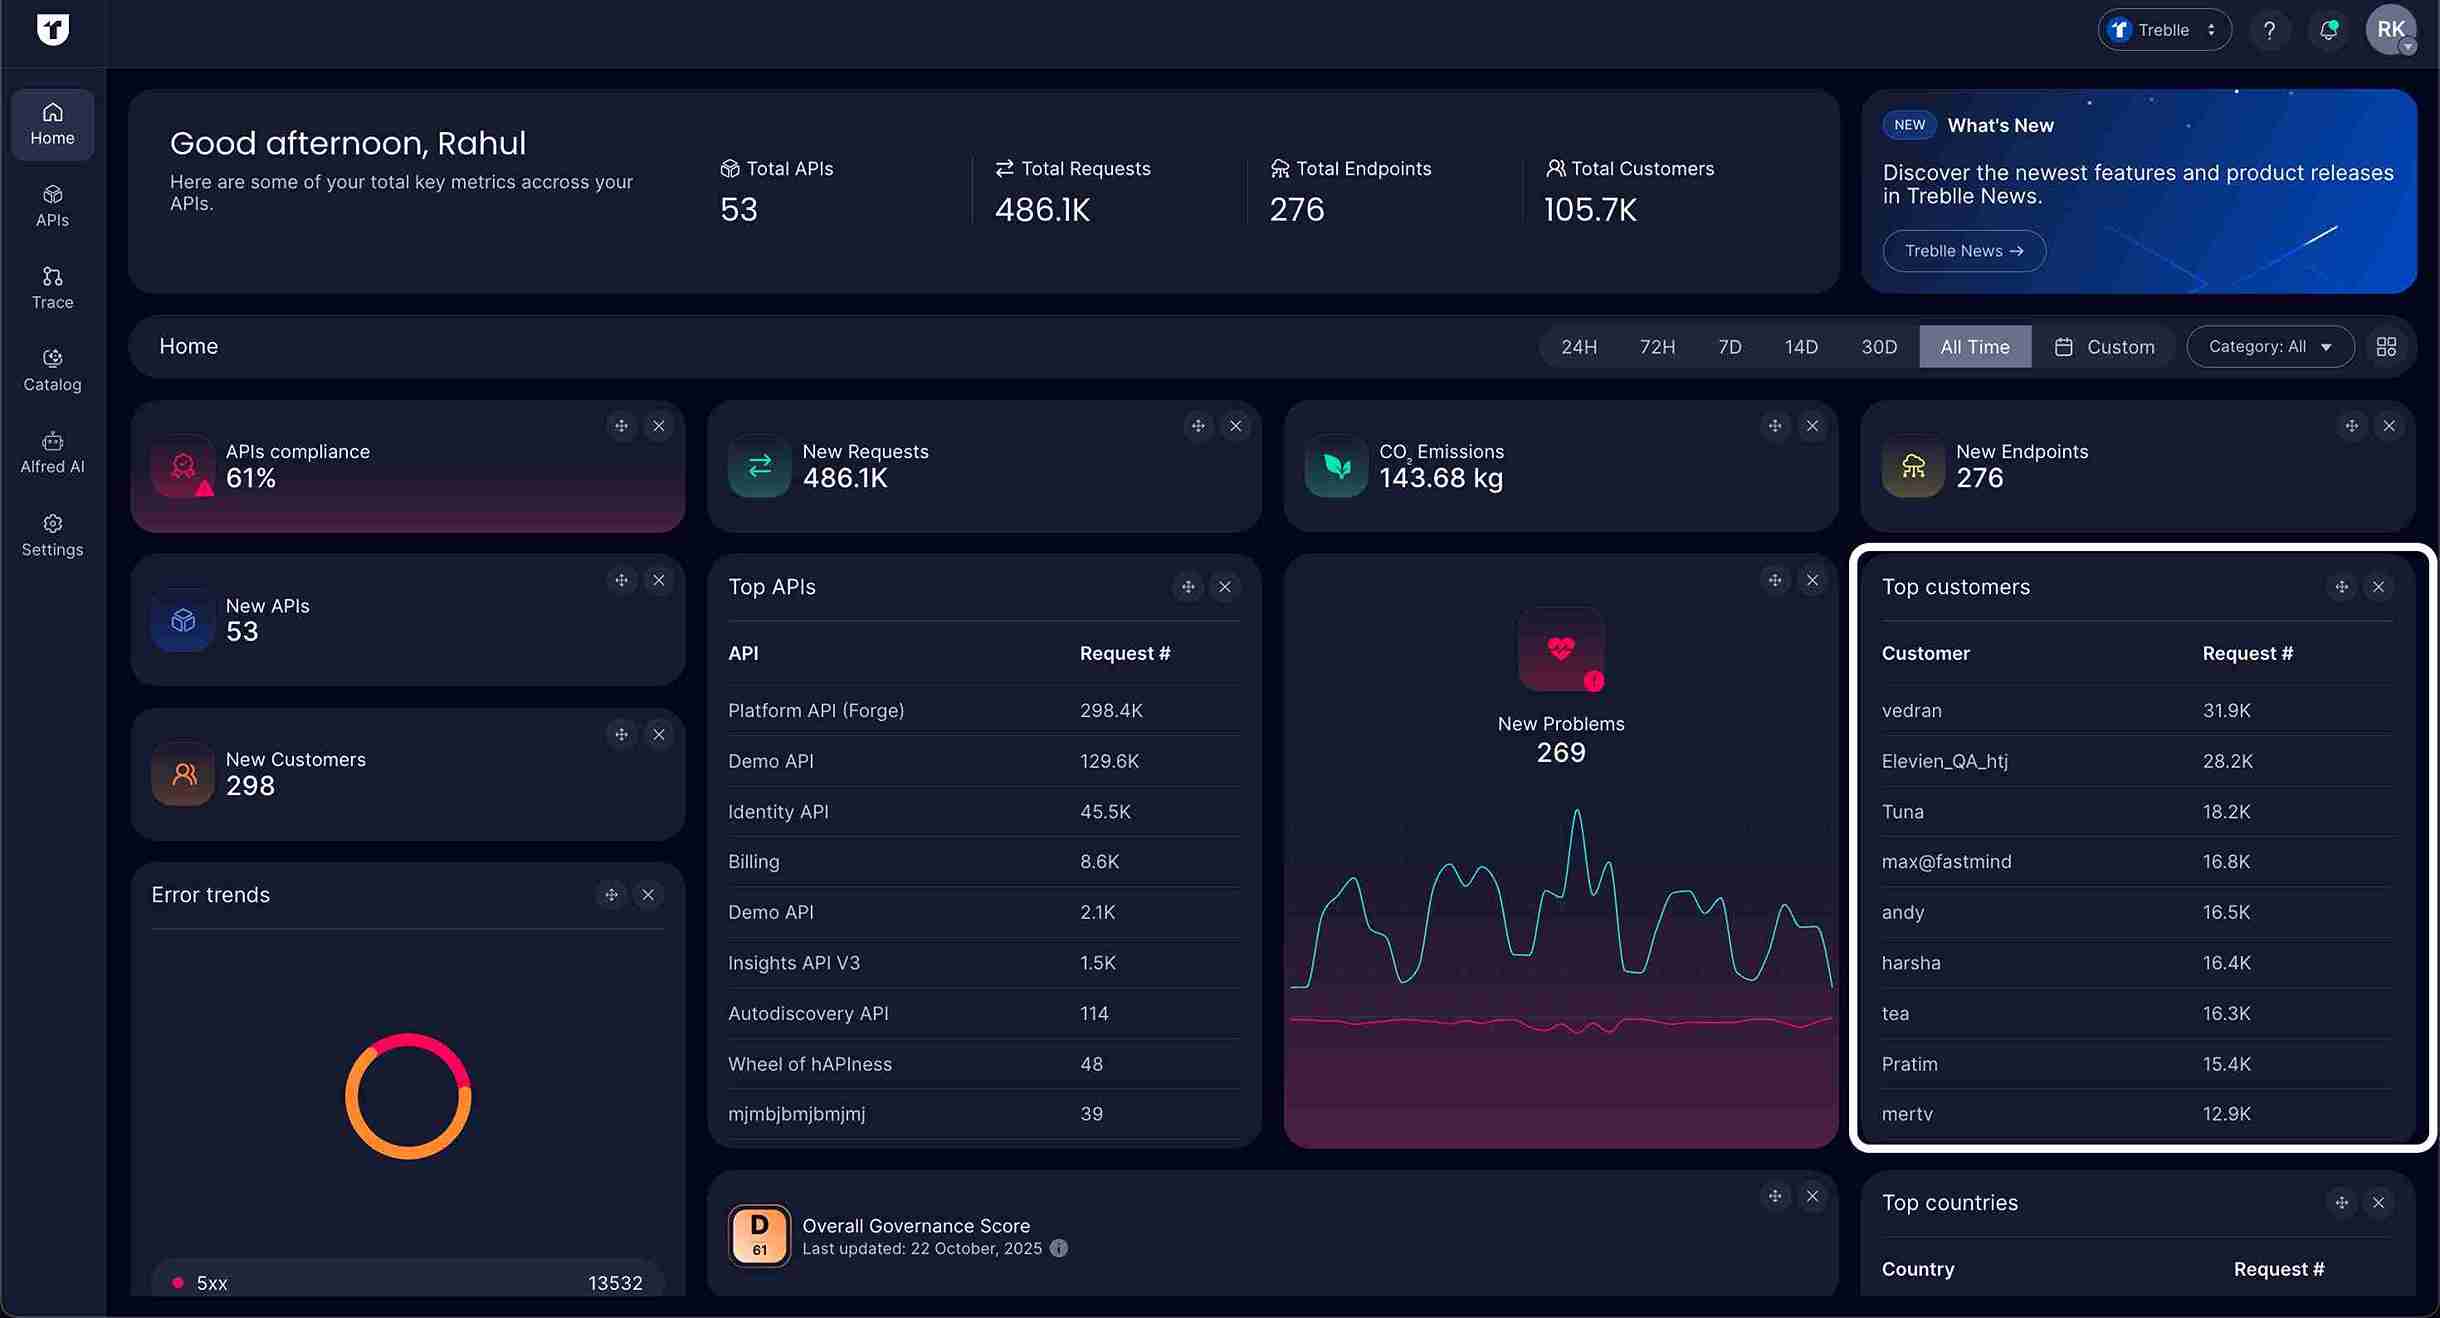 Treblle
?
RK
Home
APIs
Trace
Catalog
Alfred AI
Settings
Good afternoon, Rahul
Here are some of your total key metrics accross your
APIs.
Total APIs
53
Total Requests
486.1K
Total Endpoints
276
Total Customers
105.7K
NEW What's New
Discover the newest features and product releases
in Treblle News.
Treblle News →
Home
24H 72H 7D 14D 30D All Time Custom Category: All
APIs compliance
61%
New Requests
486.1K
CO2 Emissions
143.68 kg
New Endpoints
276
New APIs
53
New Customers
298
Error trends
5xx 13532
Top APIs
API Request #
Platform API (Forge) 298.4K
Demo API 129.6K
Identity API 45.5K
Billing 8.6K
Demo API 2.1K
Insights API V3 1.5K
Autodiscovery API 114
Wheel of hAPIness 48
mjmbjbmjbmjmj 39
New Problems
269
Top customers
Customer Request #
vedran 31.9K
Elevien_QA_htj 28.2K
Tuna 18.2K
max@fastmind 16.8K
andy 16.5K
harsha 16.4K
tea 16.3K
Pratim 15.4K
mertv 12.9K
D
61
Overall Governance Score
Last updated: 22 October, 2025
Top countries
Country Request #